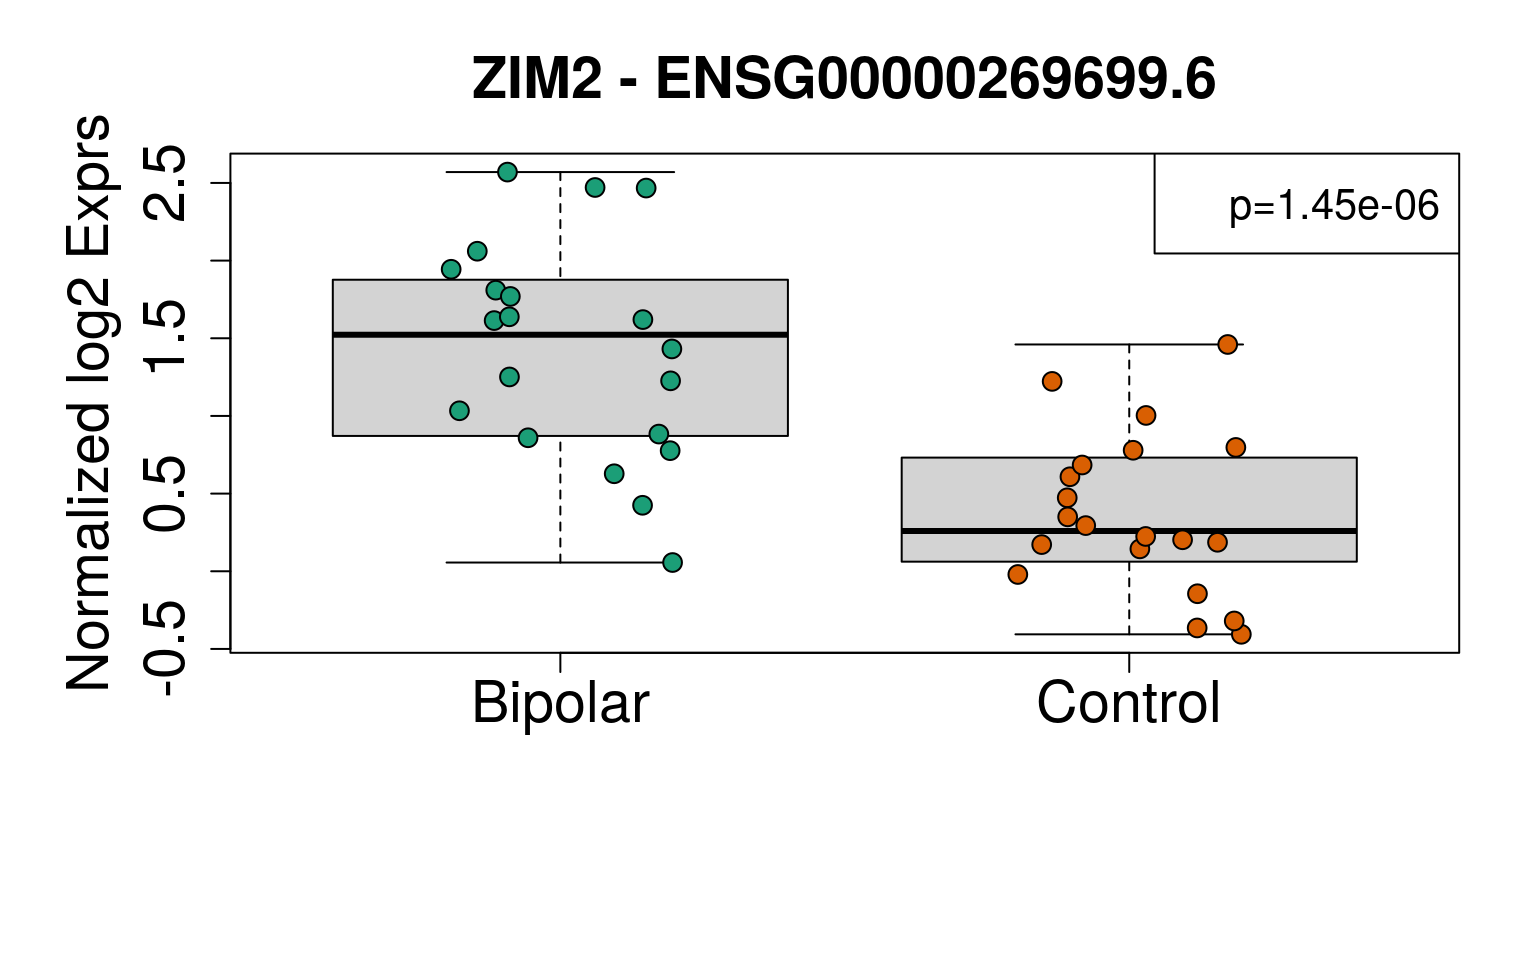 ZIM2 - ENSG00000269699.6
Normalized log2 Exprs
2.5
1.5
0.5
-0.5
p=1.45e-06
Bipolar
Control